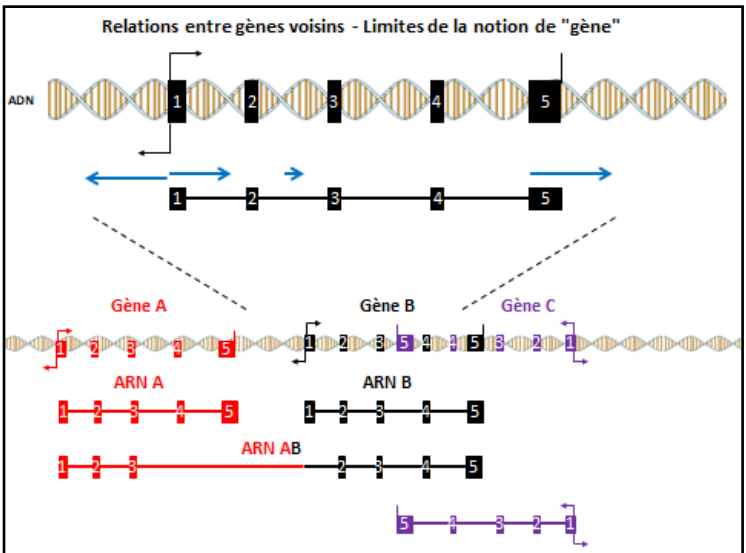 Relations entre gènes voisins - Limites de la notion de "gène"
ADN 1 2 3 4 5
1 2 3 4 5
Gène A Gène B Gène C
1 2 3 4 5 1 2 3 5 4 4 5 3 2 1
ARN A ARN B
1 2 3 4 5 1 2 3 4 5
ARN AB
1 2 3 2 3 4 5
5 4 3 2 1